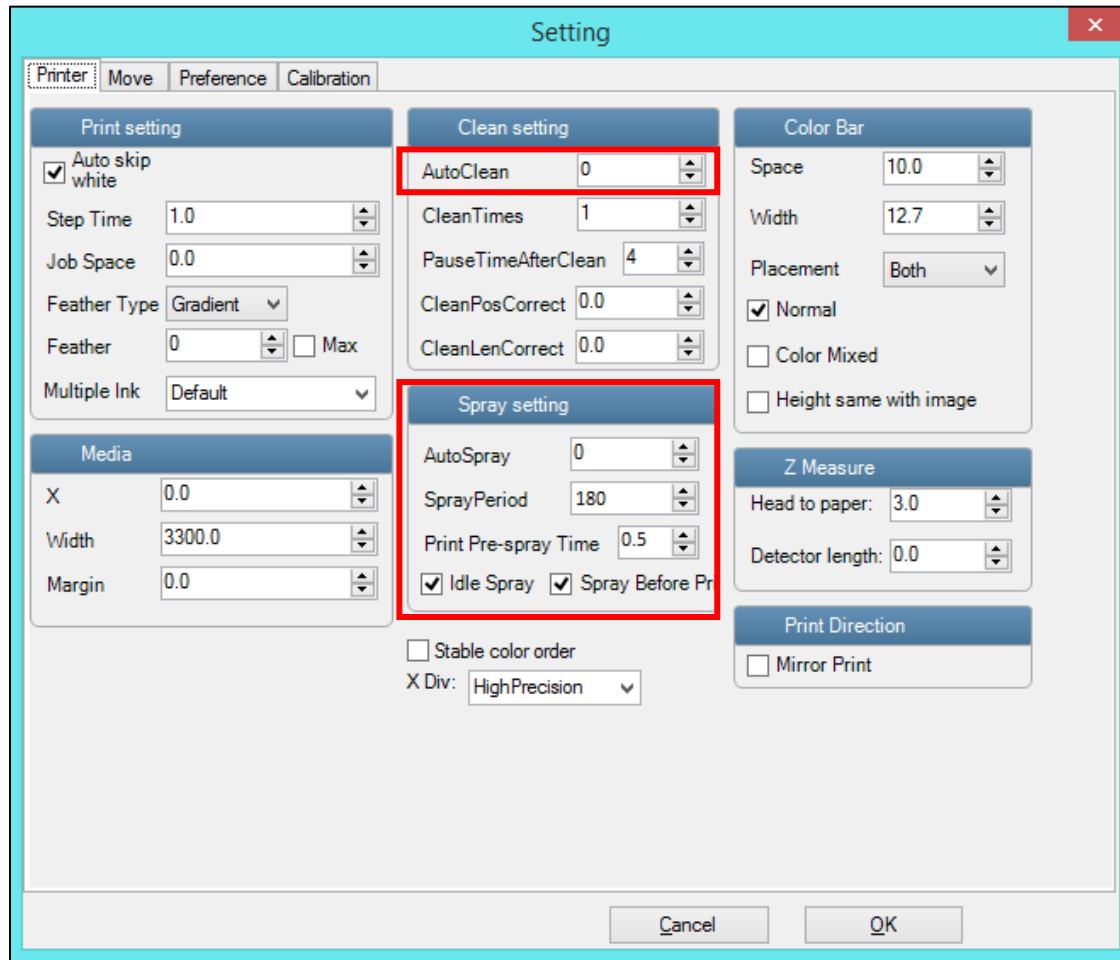 Setting
Printer Move Preference Calibration
Print setting
Auto skip
white
Step Time 1.0
Job Space 0.0
Feather Type Gradient
Feather 0 Max
Multiple Ink Default
Media
X 0.0
Width 3300.0
Margin 0.0
Clean setting
AutoClean 0
CleanTimes 1
PauseTimeAfterClean 4
CleanPosCorrect 0.0
CleanLenCorrect 0.0
Spray setting
AutoSpray 0
SprayPeriod 180
Print Pre-spray Time 0.5
Idle Spray Spray Before Pr
Stable color order
X Div: HighPrecision
Color Bar
Space 10.0
Width 12.7
Placement Both
Normal
Color Mixed
Height same with image
Z Measure
Head to paper: 3.0
Detector length: 0.0
Print Direction
Mirror Print
Cancel OK